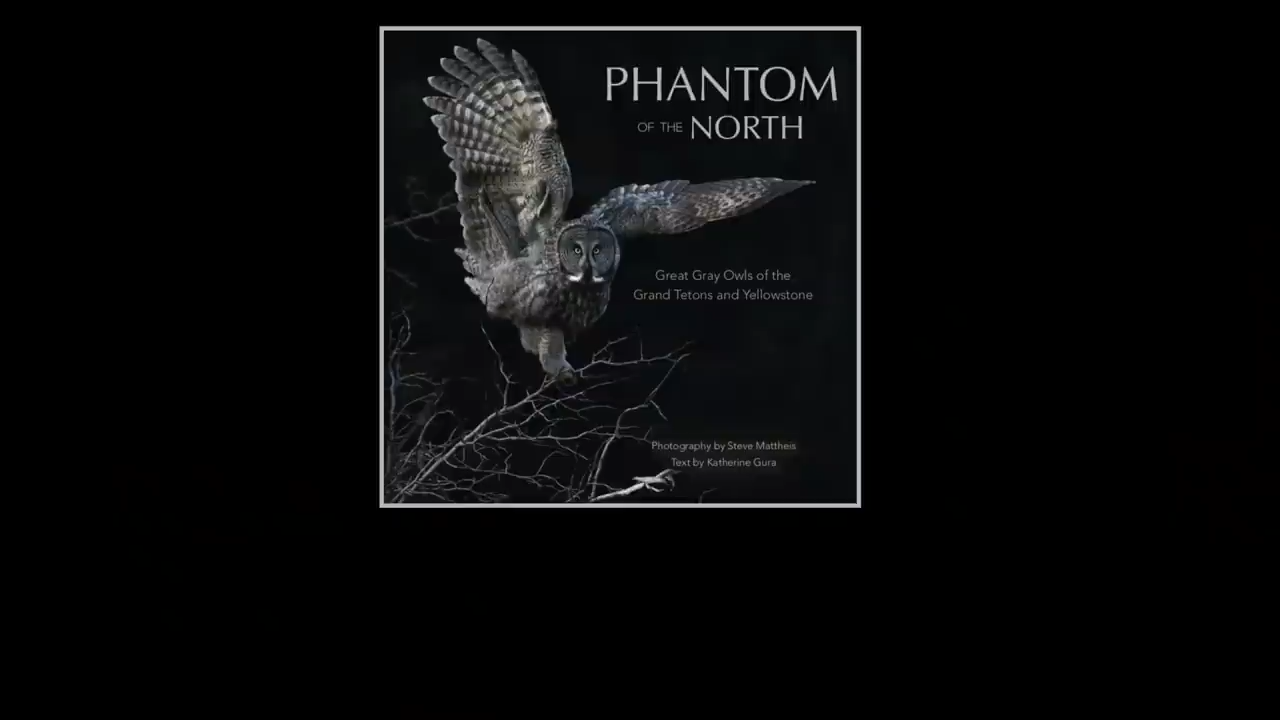 PHANTOM
OF THE NORTH
Great Gray Owls of the
Grand Tetons and Yellowstone
Photography by Steve Mattheis
Text by Katherine Gura